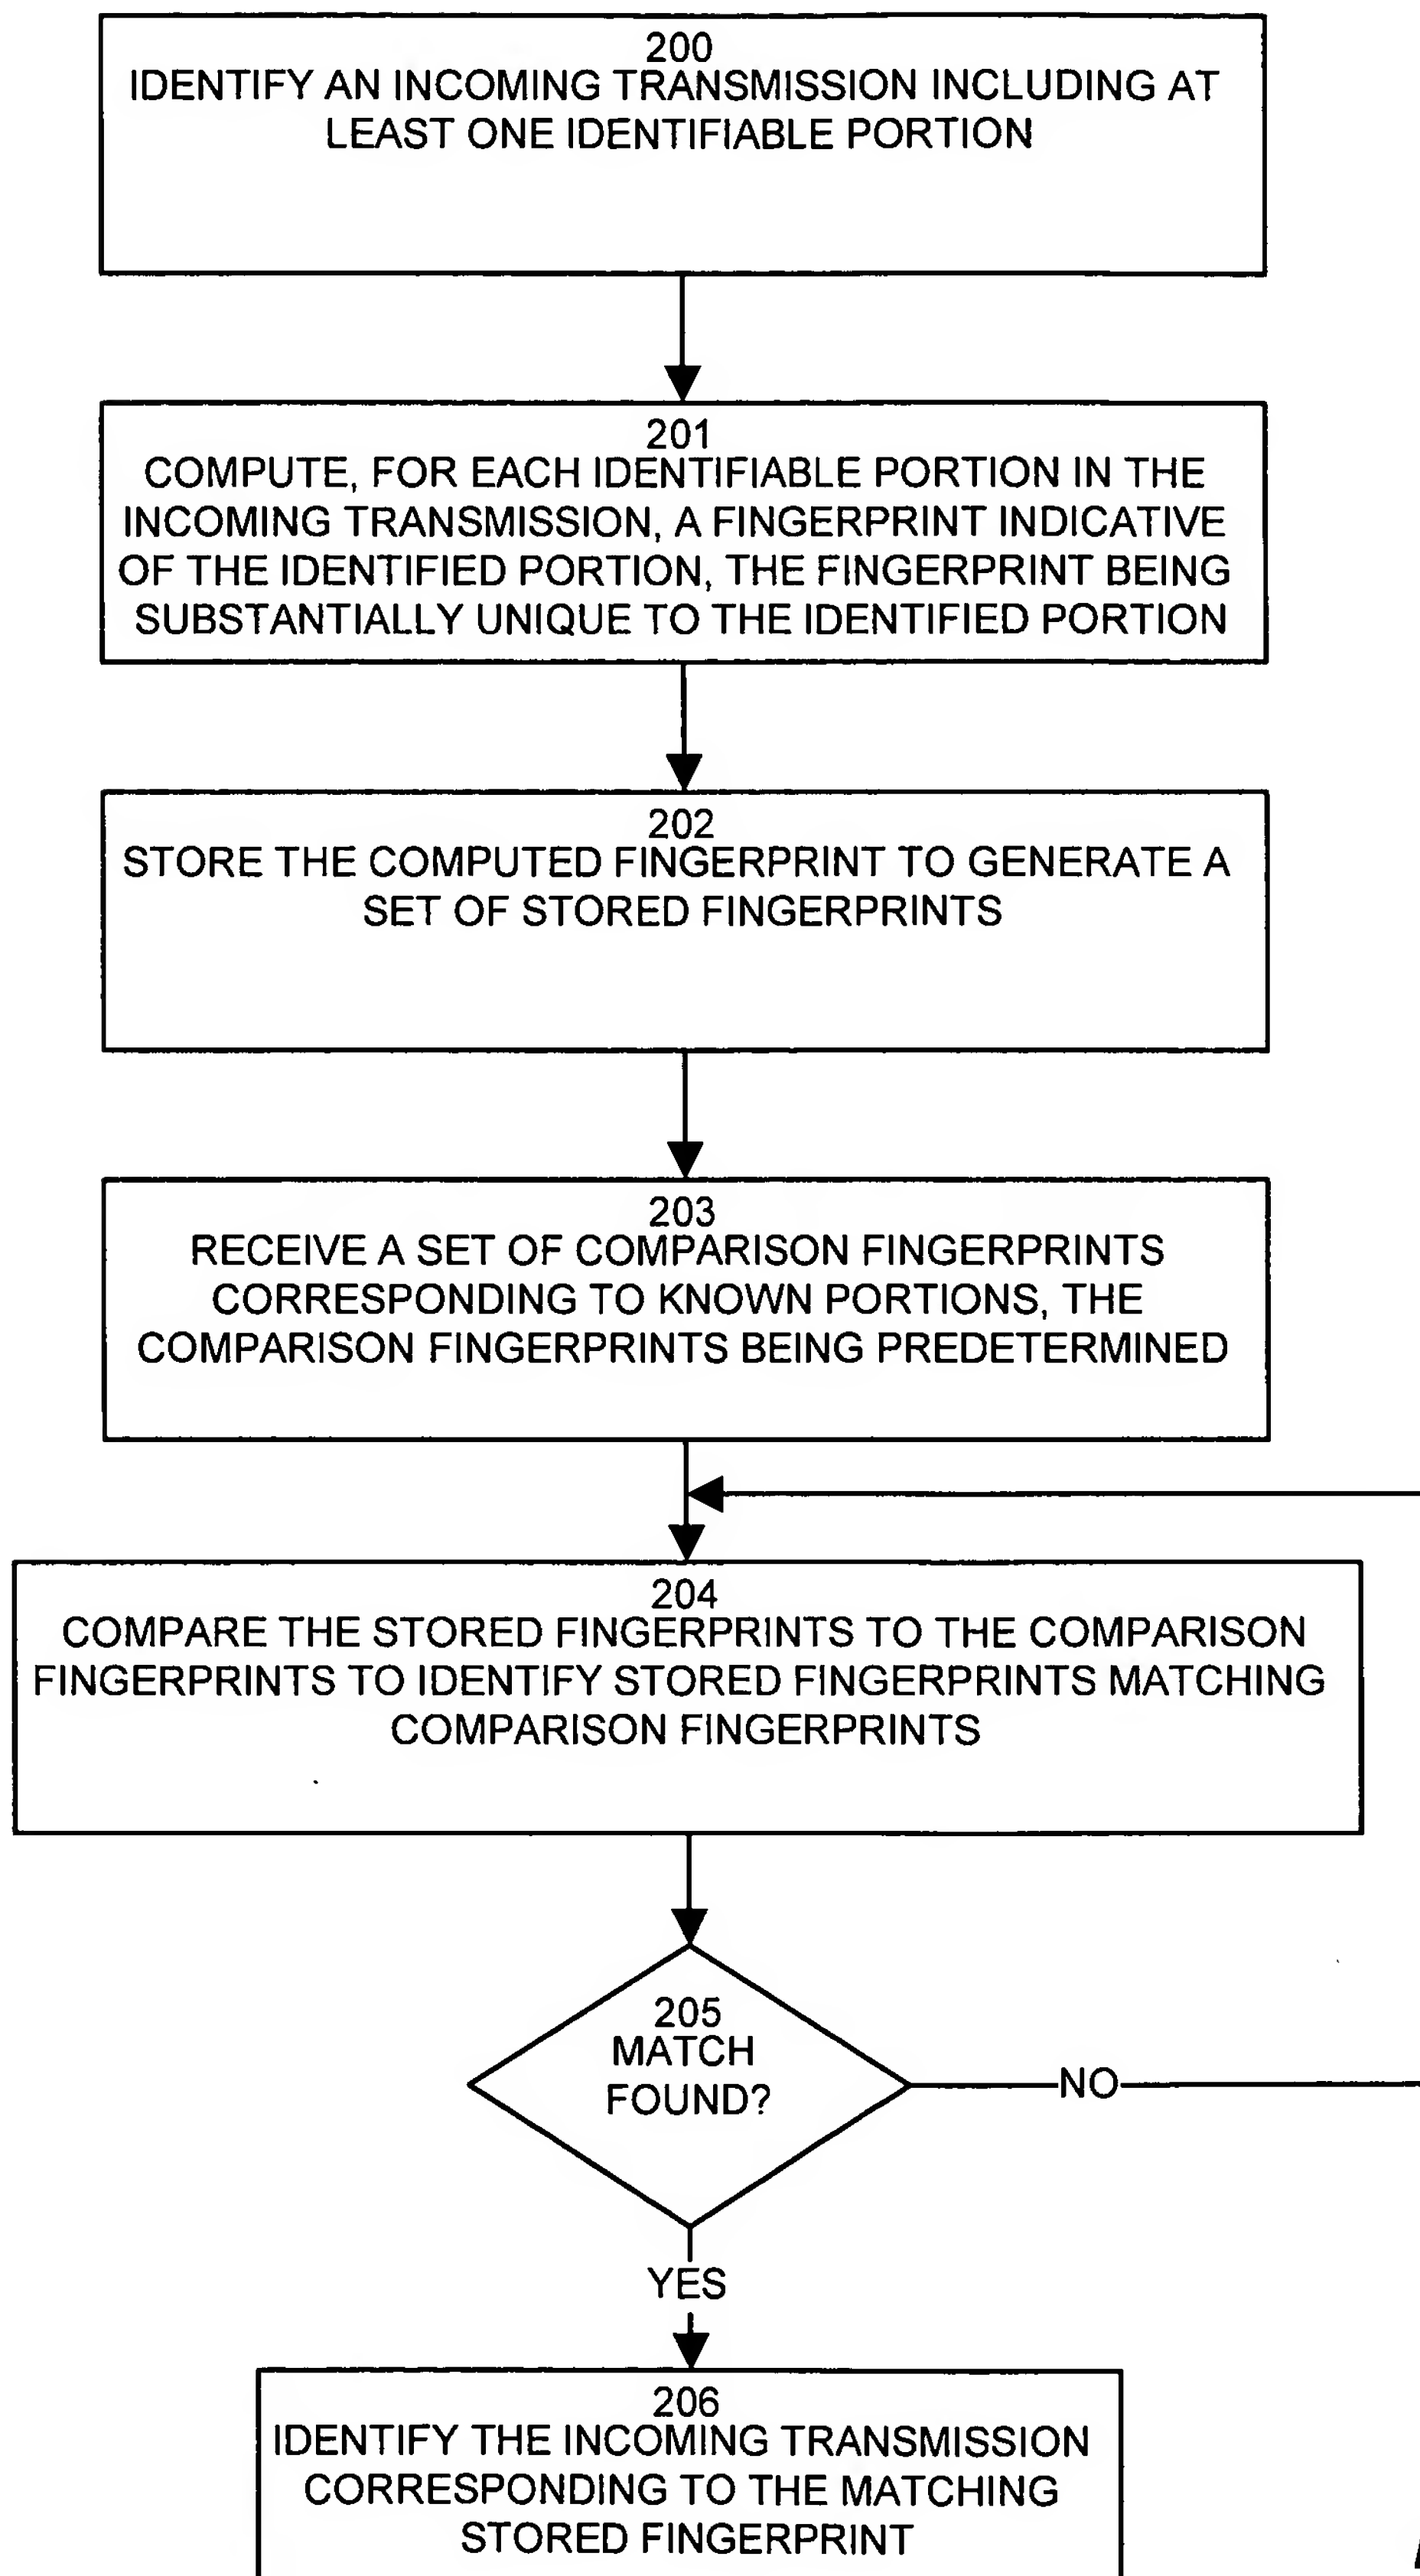 200
IDENTIFY AN INCOMING TRANSMISSION INCLUDING AT
LEAST ONE IDENTIFIABLE PORTION
201
COMPUTE, FOR EACH IDENTIFIABLE PORTION IN THE
INCOMING TRANSMISSION, A FINGERPRINT INDICATIVE
OF THE IDENTIFIED PORTION, THE FINGERPRINT BEING
SUBSTANTIALLY UNIQUE TO THE IDENTIFIED PORTION
202
STORE THE COMPUTED FINGERPRINT TO GENERATE A
SET OF STORED FINGERPRINTS
203
RECEIVE A SET OF COMPARISON FINGERPRINTS
CORRESPONDING TO KNOWN PORTIONS, THE
COMPARISON FINGERPRINTS BEING PREDETERMINED
204
COMPARE THE STORED FINGERPRINTS TO THE COMPARISON
FINGERPRINTS TO IDENTIFY STORED FINGERPRINTS MATCHING
COMPARISON FINGERPRINTS
205
MATCH
FOUND?
NO
YES
206
IDENTIFY THE INCOMING TRANSMISSION
CORRESPONDING TO THE MATCHING
STORED FINGERPRINT